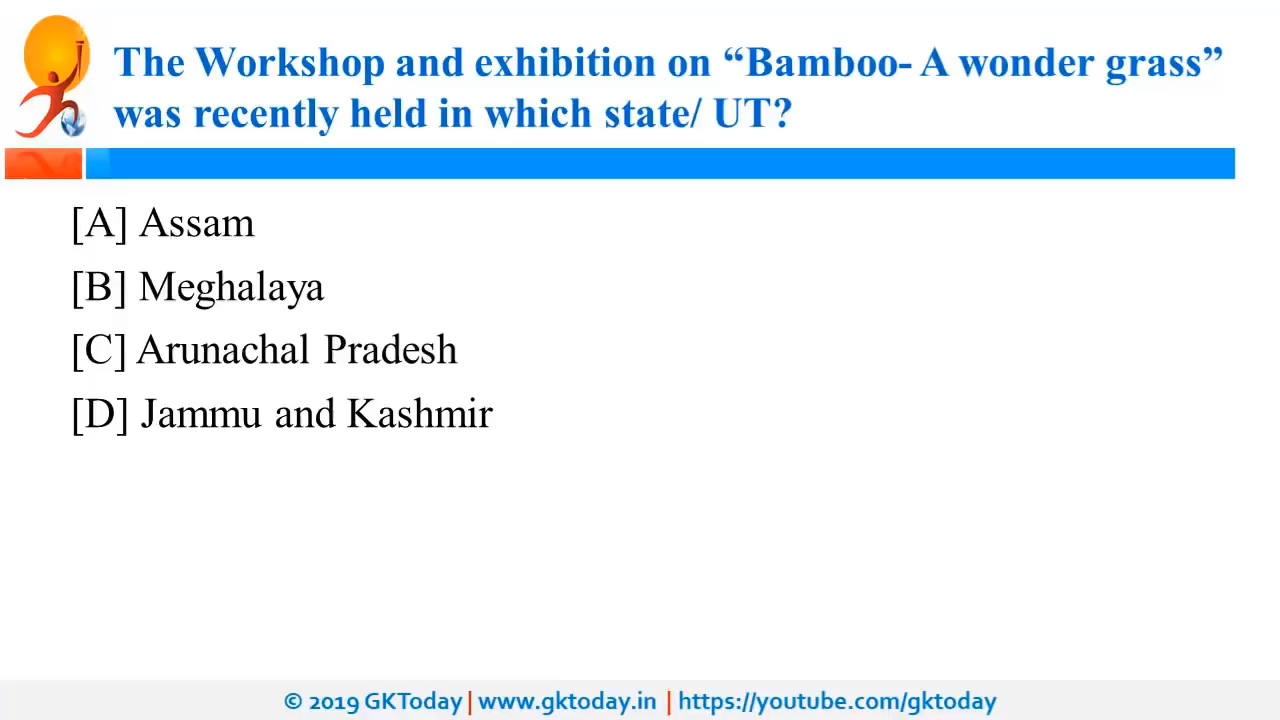 The Workshop and exhibition on “Bamboo- A wonder grass”
was recently held in which state/ UT?
[A] Assam
[B] Meghalaya
[C] Arunachal Pradesh
[D] Jammu and Kashmir
© 2019 GKToday | www.gktoday.in | https://youtube.com/gktoday